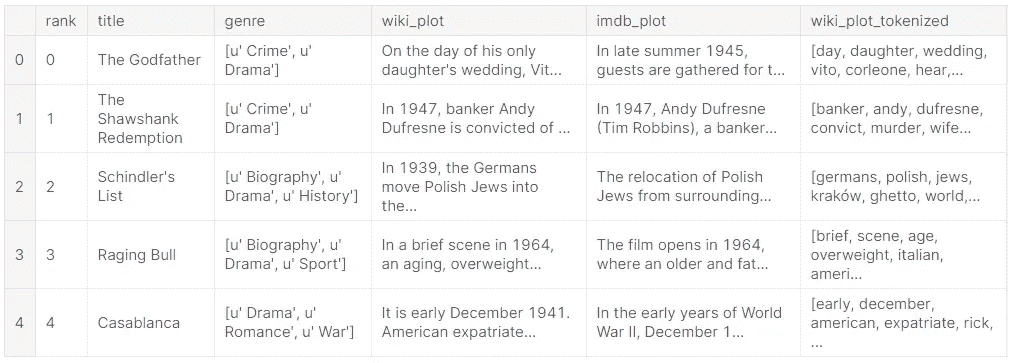 rank title genre wiki_plot imdb_plot wiki_plot_tokenized
0 0 The Godfather [u' Crime', u' Drama'] On the day of his only daughter's wedding, Vit... In late summer 1945, guests are gathered for t... [day, daughter, wedding, vito, corleone, hear,...
1 1 The Shawshank Redemption [u' Crime', u' Drama'] In 1947, banker Andy Dufresne is convicted of ... In 1947, Andy Dufresne (Tim Robbins), a banker... [banker, andy, dufresne, convict, murder, wife...
2 2 Schindler's List [u' Biography', u' Drama', u' History'] In 1939, the Germans move Polish Jews into the... The relocation of Polish Jews from surrounding... [germans, polish, jews, kraków, ghetto, world,...
3 3 Raging Bull [u' Biography', u' Drama', u' Sport'] In a brief scene in 1964, an aging, overweight... The film opens in 1964, where an older and fat... [brief, scene, age, overweight, italian, ameri...
4 4 Casablanca [u' Drama', u' Romance', u' War'] It is early December 1941. American expatriate... In the early years of World War II, December 1... [early, december, american, expatriate, rick, ...